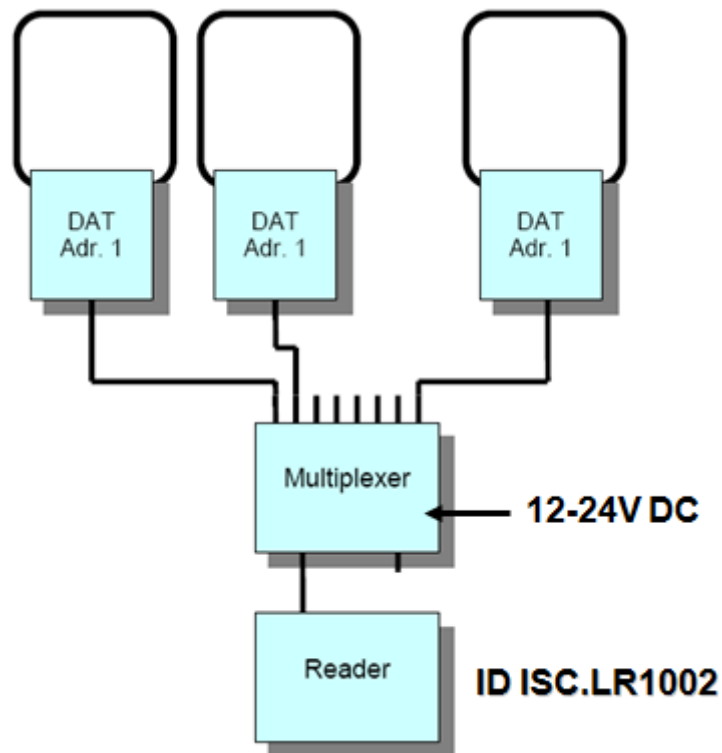 DAT
Adr. 1
DAT
Adr. 1
DAT
Adr. 1
Multiplexer
12-24V DC
Reader
ID ISC.LR1002